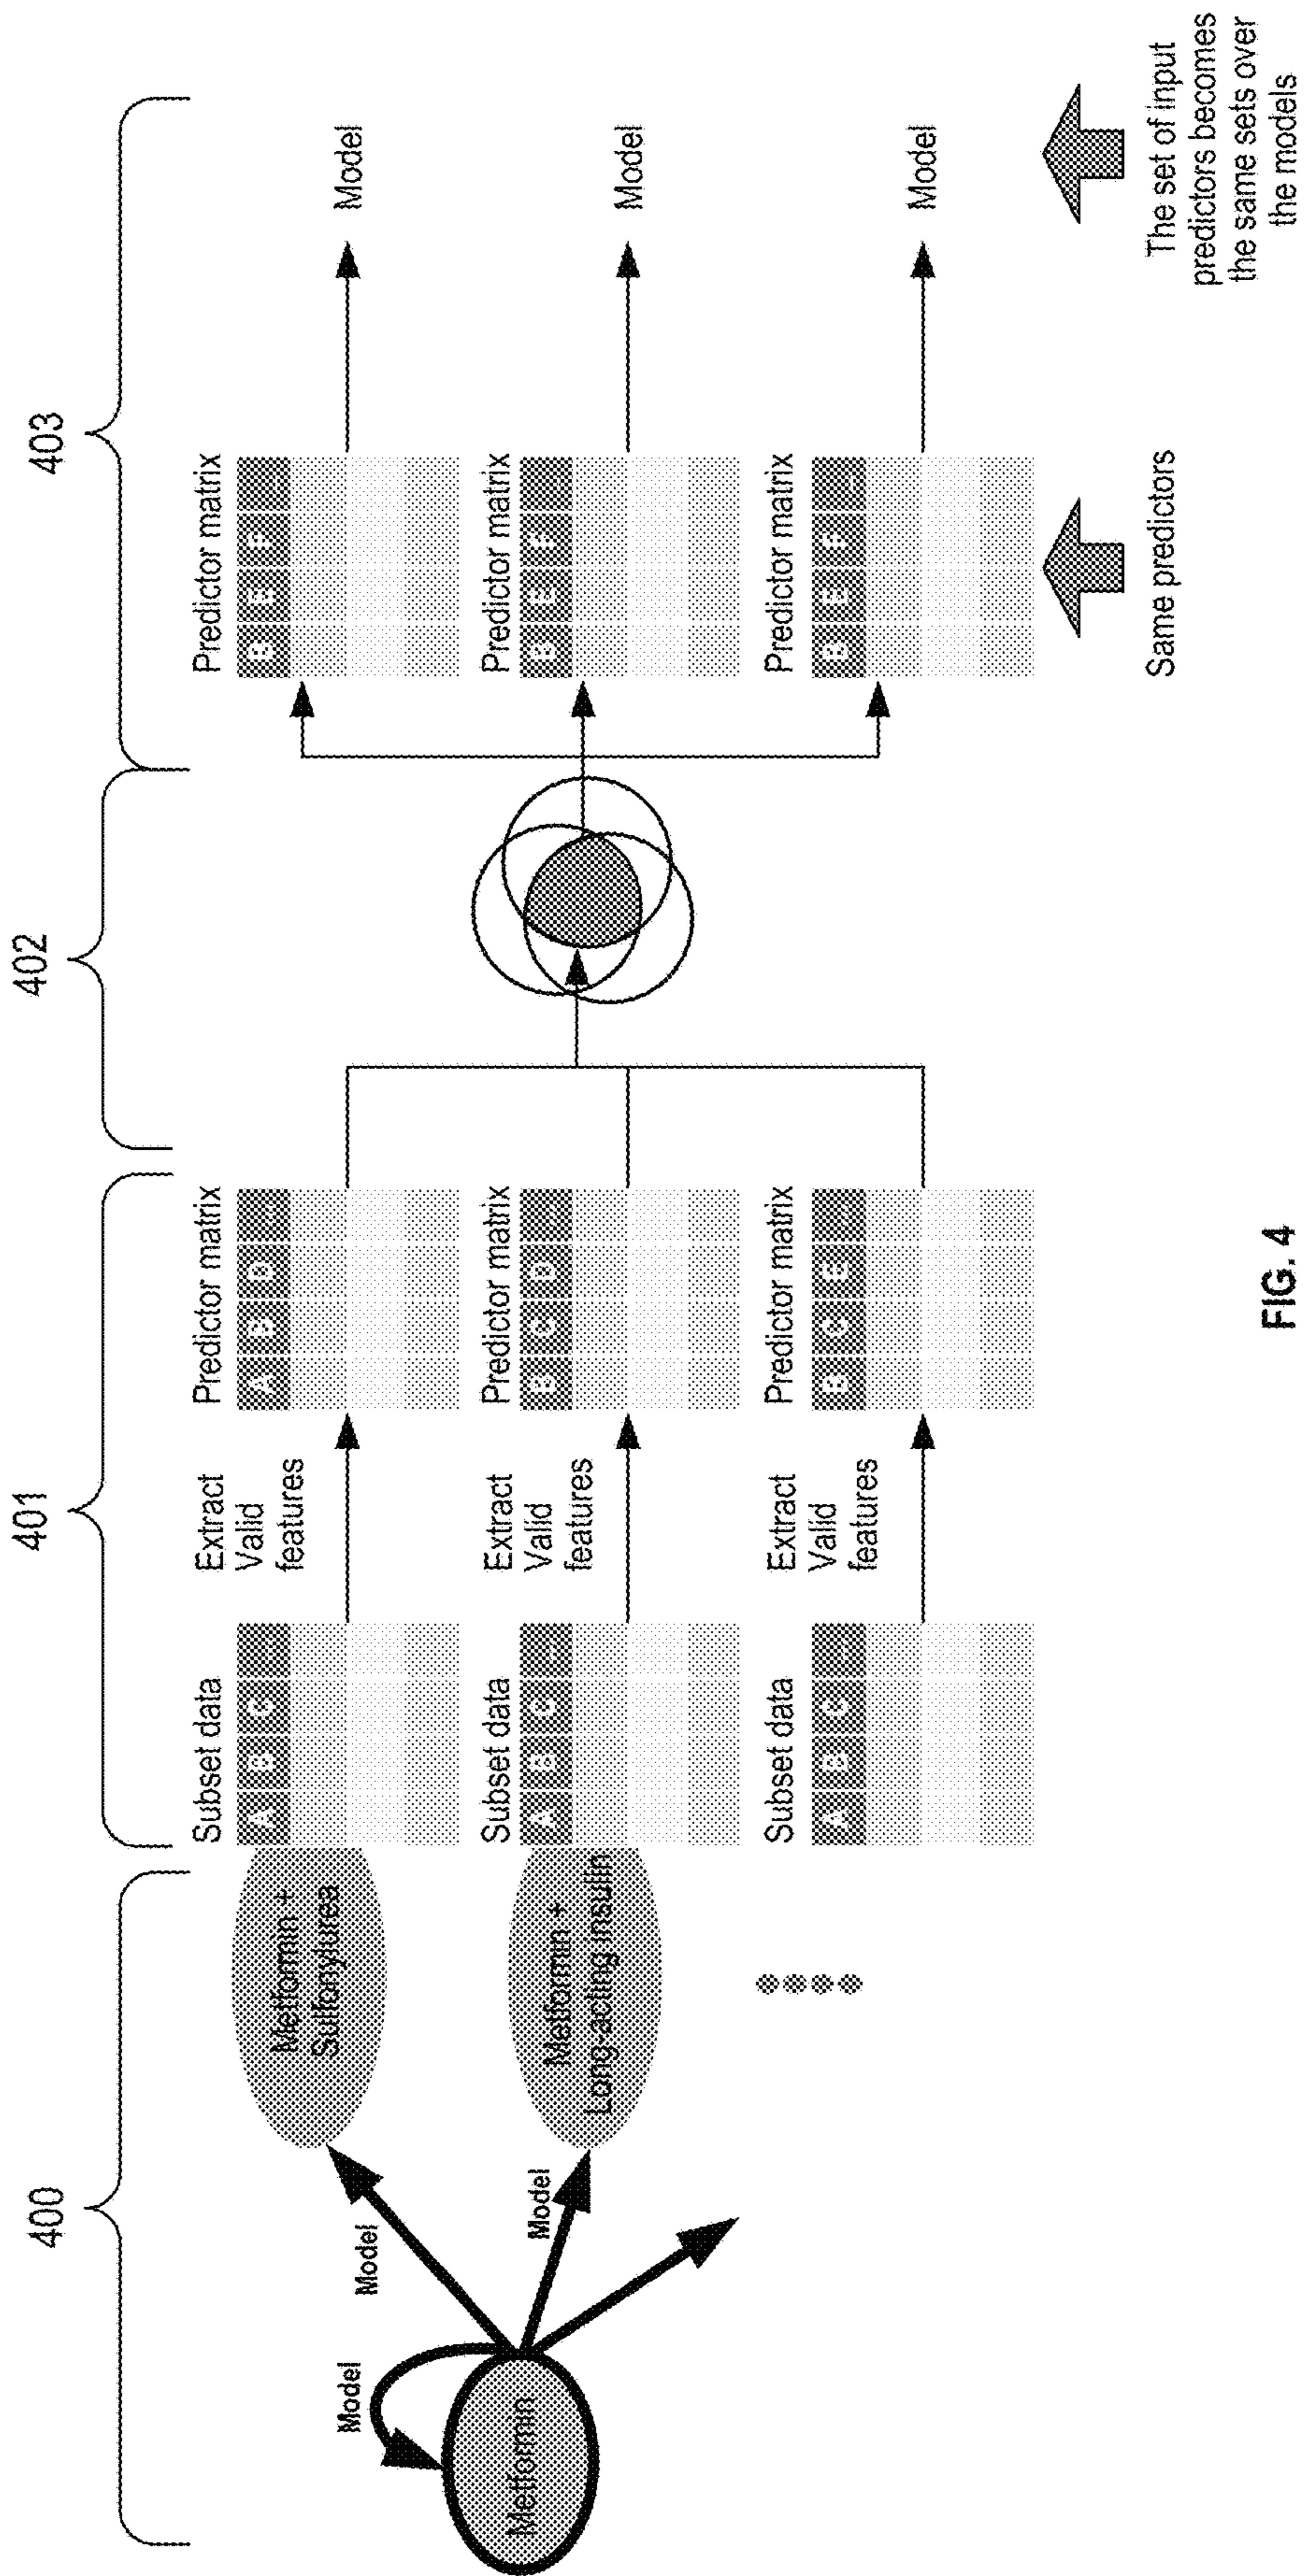 400
401
402
403
Metformin
Model
Model
Model
Metformin +
Sulfonylurea
Metformin +
Long-acting insulin
Subset data
A B C ...
Extract
Valid
features
Predictor matrix
A B D ...
Subset data
A B C ...
Extract
Valid
features
Predictor matrix
B C D ...
Subset data
A B C ...
Extract
Valid
features
Predictor matrix
B C E ...
Predictor matrix
B E F ...
Model
Predictor matrix
B E F ...
Model
Predictor matrix
B E F ...
Model
Same predictors
The set of input
predictors becomes
the same sets over
the models
FIG. 4